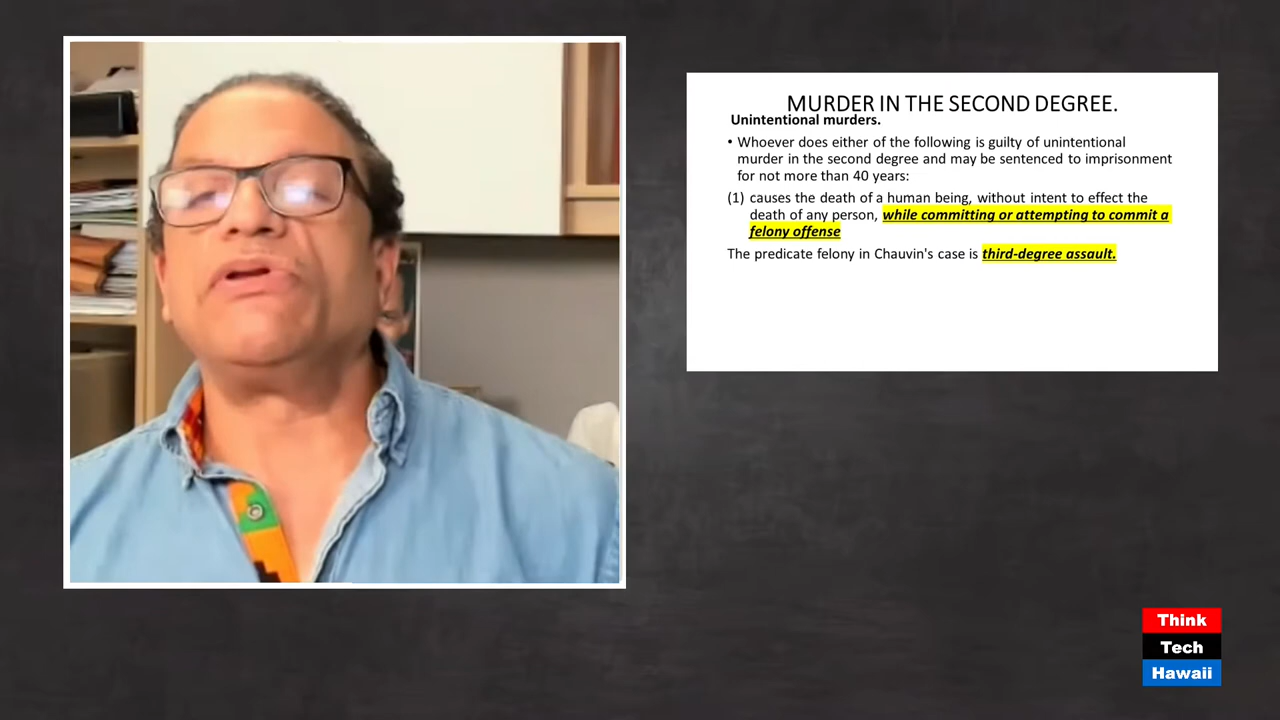 MURDER IN THE SECOND DEGREE.
Unintentional murders.
• Whoever does either of the following is guilty of unintentional
murder in the second degree and may be sentenced to imprisonment
for not more than 40 years:
(1) causes the death of a human being, without intent to effect the
death of any person, while committing or attempting to commit a
felony offense
The predicate felony in Chauvin's case is third-degree assault.
Think
Tech
Hawaii